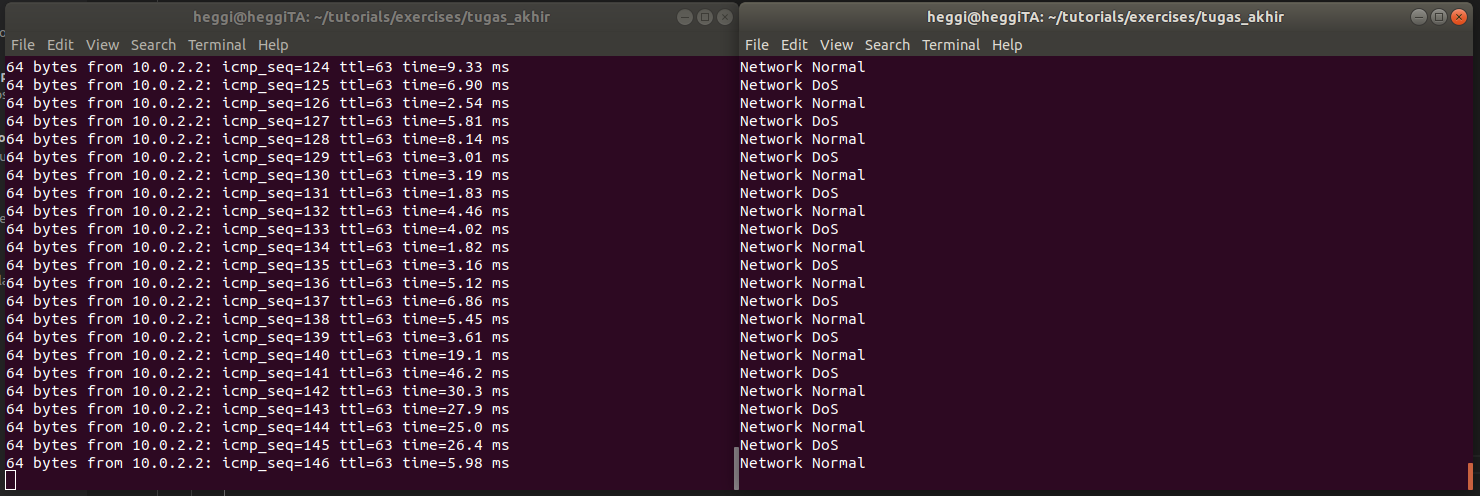 heggi@heggiTA: ~/tutorials/exercises/tugas_akhir
File Edit View Search Terminal Help
64 bytes from 10.0.2.2: icmp_seq=124 ttl=63 time=9.33 ms
64 bytes from 10.0.2.2: icmp_seq=125 ttl=63 time=6.90 ms
64 bytes from 10.0.2.2: icmp_seq=126 ttl=63 time=2.54 ms
64 bytes from 10.0.2.2: icmp_seq=127 ttl=63 time=5.81 ms
64 bytes from 10.0.2.2: icmp_seq=128 ttl=63 time=8.14 ms
64 bytes from 10.0.2.2: icmp_seq=129 ttl=63 time=3.01 ms
64 bytes from 10.0.2.2: icmp_seq=130 ttl=63 time=3.19 ms
64 bytes from 10.0.2.2: icmp_seq=131 ttl=63 time=1.83 ms
64 bytes from 10.0.2.2: icmp_seq=132 ttl=63 time=4.46 ms
64 bytes from 10.0.2.2: icmp_seq=133 ttl=63 time=4.02 ms
64 bytes from 10.0.2.2: icmp_seq=134 ttl=63 time=1.82 ms
64 bytes from 10.0.2.2: icmp_seq=135 ttl=63 time=3.16 ms
64 bytes from 10.0.2.2: icmp_seq=136 ttl=63 time=5.12 ms
64 bytes from 10.0.2.2: icmp_seq=137 ttl=63 time=6.86 ms
64 bytes from 10.0.2.2: icmp_seq=138 ttl=63 time=5.45 ms
64 bytes from 10.0.2.2: icmp_seq=139 ttl=63 time=3.61 ms
64 bytes from 10.0.2.2: icmp_seq=140 ttl=63 time=19.1 ms
64 bytes from 10.0.2.2: icmp_seq=141 ttl=63 time=46.2 ms
64 bytes from 10.0.2.2: icmp_seq=142 ttl=63 time=30.3 ms
64 bytes from 10.0.2.2: icmp_seq=143 ttl=63 time=27.9 ms
64 bytes from 10.0.2.2: icmp_seq=144 ttl=63 time=25.0 ms
64 bytes from 10.0.2.2: icmp_seq=145 ttl=63 time=26.4 ms
64 bytes from 10.0.2.2: icmp_seq=146 ttl=63 time=5.98 ms
heggi@heggiTA: ~/tutorials/exercises/tugas_akhir
File Edit View Search Terminal Help
Network Normal
Network DoS
Network Normal
Network DoS
Network Normal
Network DoS
Network Normal
Network DoS
Network Normal
Network DoS
Network Normal
Network DoS
Network Normal
Network DoS
Network Normal
Network DoS
Network Normal
Network DoS
Network Normal
Network DoS
Network Normal
Network DoS
Network Normal